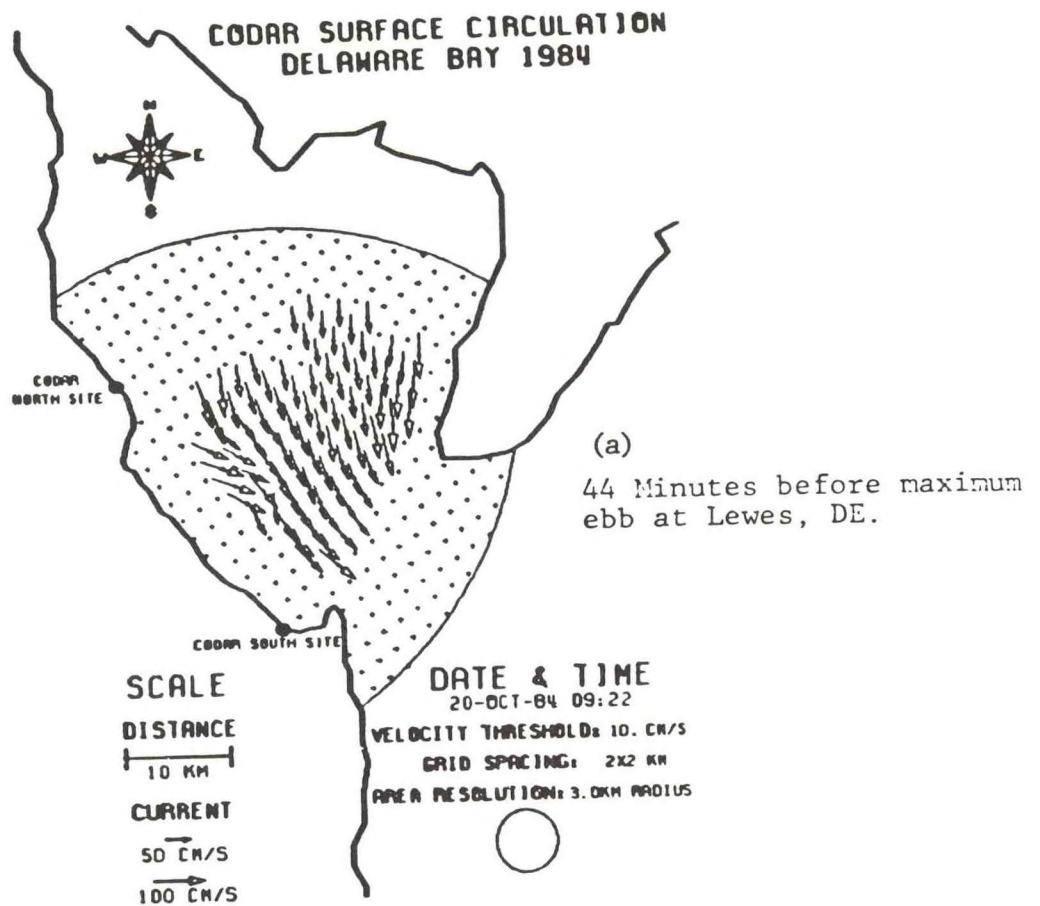 CODAR SURFACE CIRCULATION
DELAWARE BAY 1984
N
W E
S
CODAR
NORTH SITE
(a)
44 Minutes before maximum
ebb at Lewes, DE.
CODAR SOUTH SITE
SCALE
DISTANCE
10 KM
CURRENT
50 CM/S
100 CM/S
DATE & TIME
20-OCT-84 09:22
VELOCITY THRESHOLD: 10. CM/S
GRID SPACING: 2X2 KM
AREA RESOLUTION: 3.0KM RADIUS